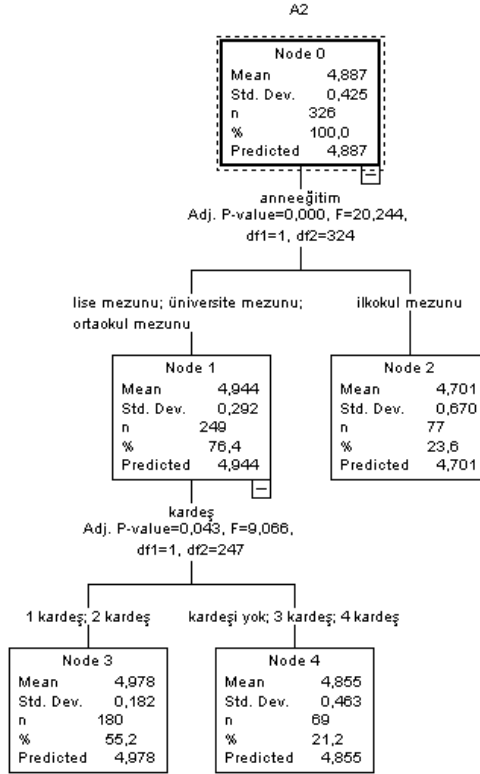 A2
Node 0
Mean 4,887
Std. Dev. 0,425
n 326
% 100,0
Predicted 4,887
anneeğitim
Adj. P-value=0,000, F=20,244,
df1=1, df2=324
lise mezunu; üniversite mezunu;
ortaokul mezunu
ilkokul mezunu
Node 1
Mean 4,944
Std. Dev. 0,292
n 249
% 76,4
Predicted 4,944
Node 2
Mean 4,701
Std. Dev. 0,670
n 77
% 23,6
Predicted 4,701
kardeş
Adj. P-value=0,043, F=9,066,
df1=1, df2=247
1 kardeş; 2 kardeş
kardeşi yok; 3 kardeş; 4 kardeş
Node 3
Mean 4,978
Std. Dev. 0,182
n 180
% 55,2
Predicted 4,978
Node 4
Mean 4,855
Std. Dev. 0,463
n 69
% 21,2
Predicted 4,855